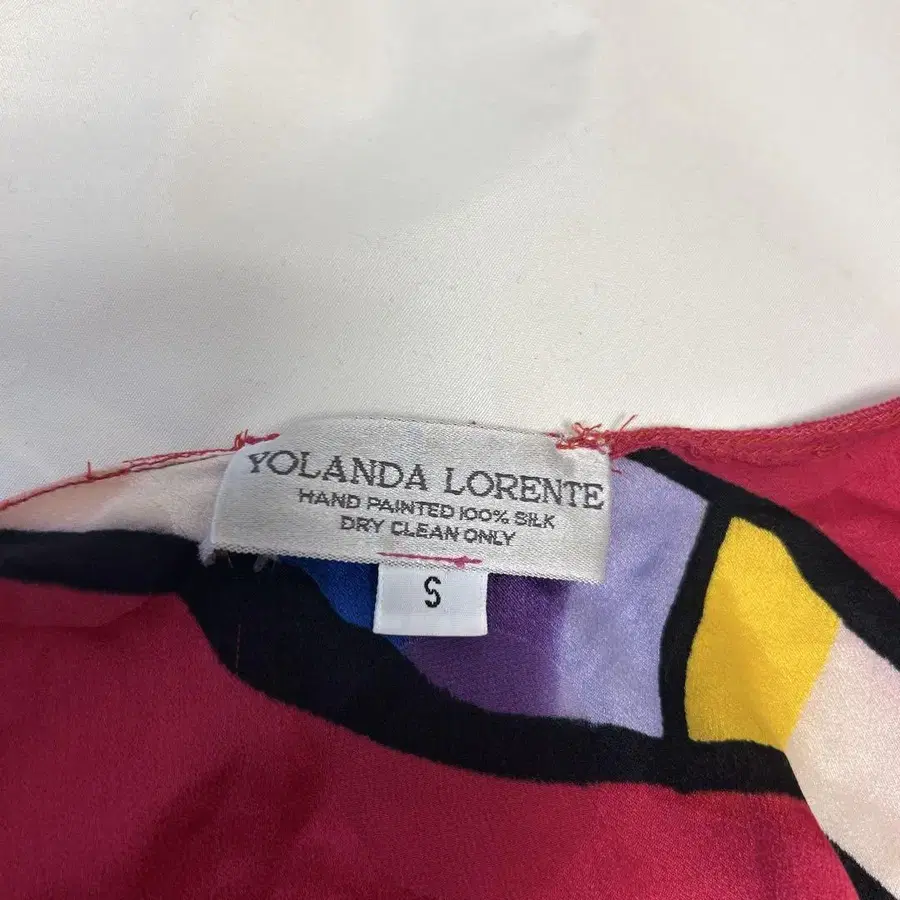 YOLANDA LORENTE
HAND PAINTED 100% SILK
DRY CLEAN ONLY
S